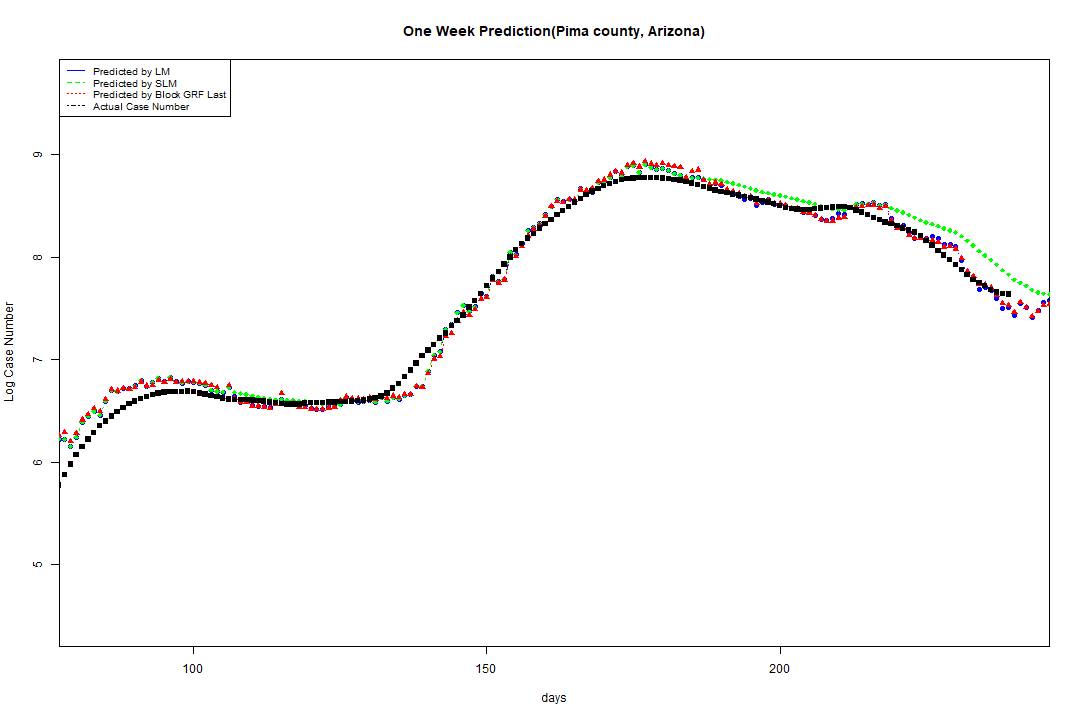 One Week Prediction(Pima county, Arizona)
Predicted by LM
Predicted by SLM
Predicted by Block GRF Last
Actual Case Number
9
8
7
6
5
Log Case Number
100 150 200
days